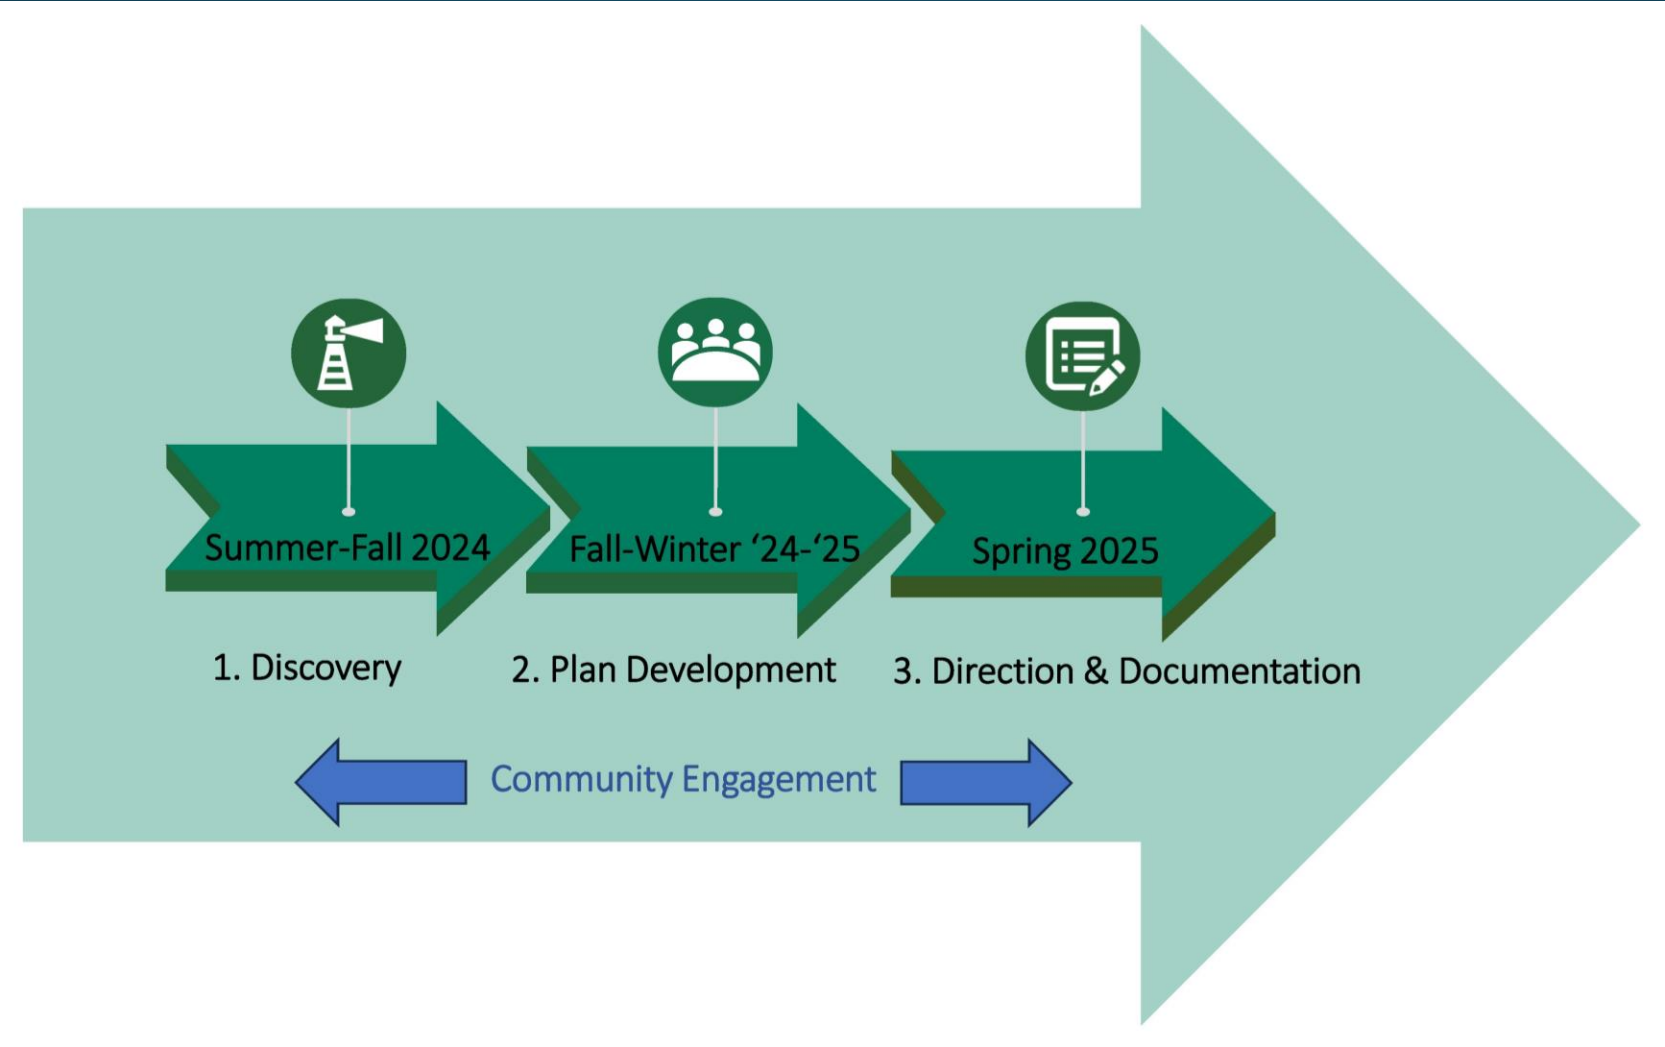 Summer-Fall 2024
Fall-Winter ‘24-‘25
Spring 2025
1. Discovery
2. Plan Development
3. Direction & Documentation
Community Engagement